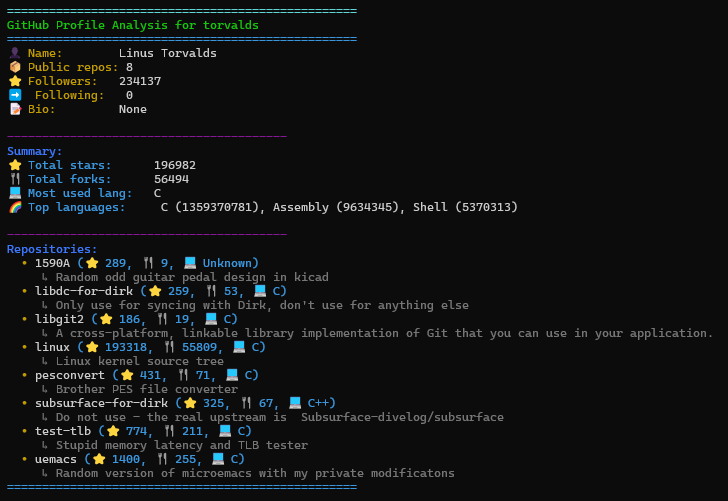 ==================================================
GitHub Profile Analysis for torvalds
==================================================
👤 Name:        Linus Torvalds
📦 Public repos: 8
⭐ Followers:   234137
➡️  Following:   0
📝 Bio:         None
----------------------------------------
Summary:
⭐ Total stars:      196982
🍴 Total forks:      56494
💻 Most used lang:   C
🌈 Top languages:     C (1359370781), Assembly (9634345), Shell (5370313)
----------------------------------------
Repositories:
• 1590A (⭐ 289, 🍴 9, 💻 Unknown)
↳ Random odd guitar pedal design in kicad
• libdc-for-dirk (⭐ 259, 🍴 53, 💻 C)
↳ Only use for syncing with Dirk, don't use for anything else
• libgit2 (⭐ 186, 🍴 19, 💻 C)
↳ A cross-platform, linkable library implementation of Git that you can use in your application.
• linux (⭐ 193318, 🍴 55809, 💻 C)
↳ Linux kernel source tree
• pesconvert (⭐ 431, 🍴 71, 💻 C)
↳ Brother PES file converter
• subsurface-for-dirk (⭐ 325, 🍴 67, 💻 C++)
↳ Do not use - the real upstream is  Subsurface-divelog/subsurface
• test-tlb (⭐ 774, 🍴 211, 💻 C)
↳ Stupid memory latency and TLB tester
• uemacs (⭐ 1400, 🍴 255, 💻 C)
↳ Random version of microemacs with my private modificatons
==================================================